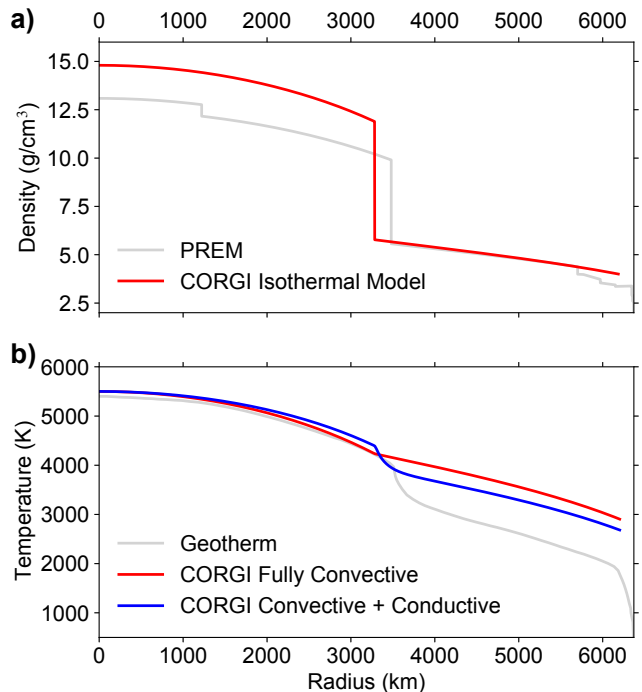 a)
0 1000 2000 3000 4000 5000 6000
15.0
12.5
10.0
7.5
5.0
2.5
Density (g/cm³)
PREM
CORGI Isothermal Model
b)
6000
5000
4000
3000
2000
1000
Temperature (K)
Geotherm
CORGI Fully Convective
CORGI Convective + Conductive
0 1000 2000 3000 4000 5000 6000
Radius (km)